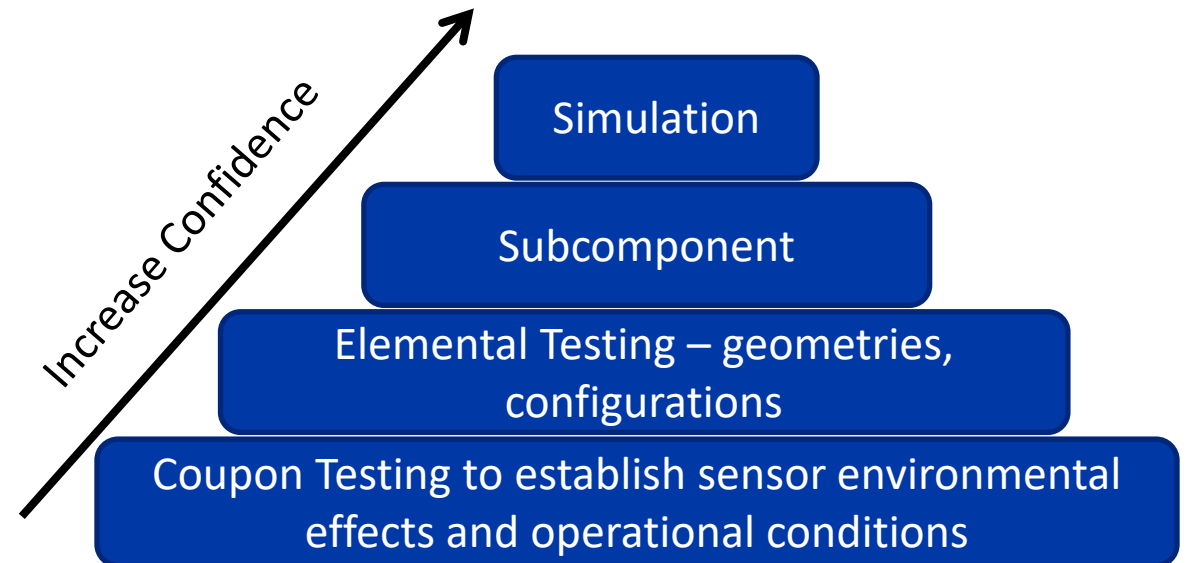 Increase Confidence
Simulation
Subcomponent
Elemental Testing – geometries,
configurations
Coupon Testing to establish sensor environmental
effects and operational conditions